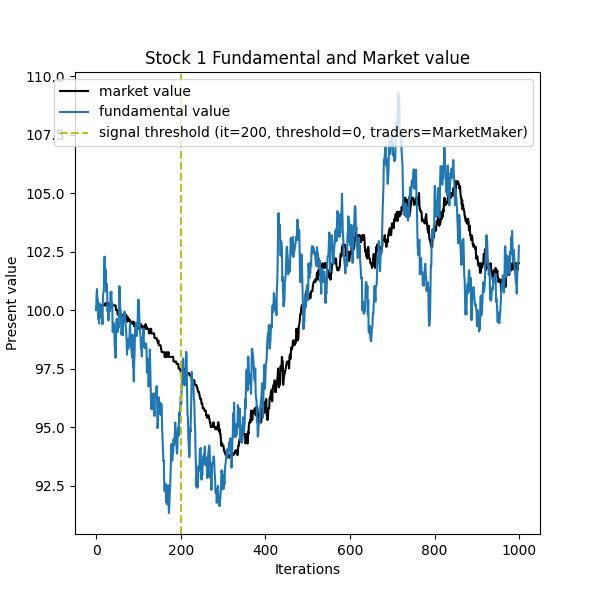 Stock 1 Fundamental and Market value
110.0
market value
fundamental value
107.5
signal threshold (it=200, threshold=0, traders=MarketMaker)
105.0
102.5
100.0
97.5
95.0
92.5
Present value
0 200 400 600 800 1000
Iterations